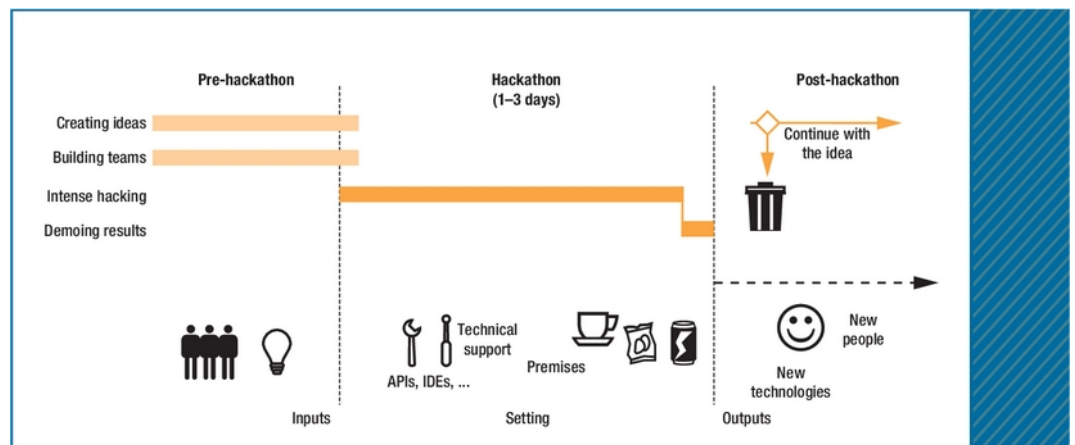 Pre-hackathon
Hackathon
(1–3 days)
Post-hackathon
Creating ideas
Building teams
Intense hacking
Demoing results
Continue with
the idea
Technical
support
APIs, IDEs, ...
Premises
New
people
New
technologies
Inputs
Setting
Outputs